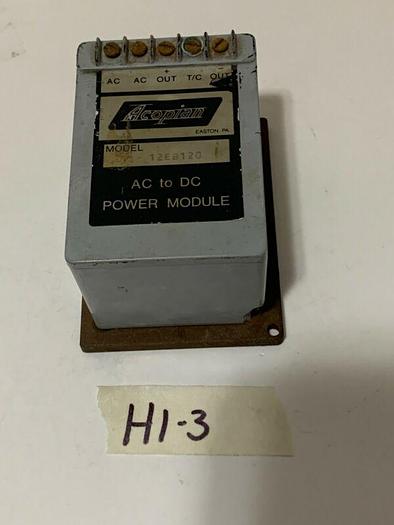 + −
AC AC OUT T/C OUT
Acopian
EASTON PA.
MODEL
12EB120
AC to DC
POWER MODULE
H1-3